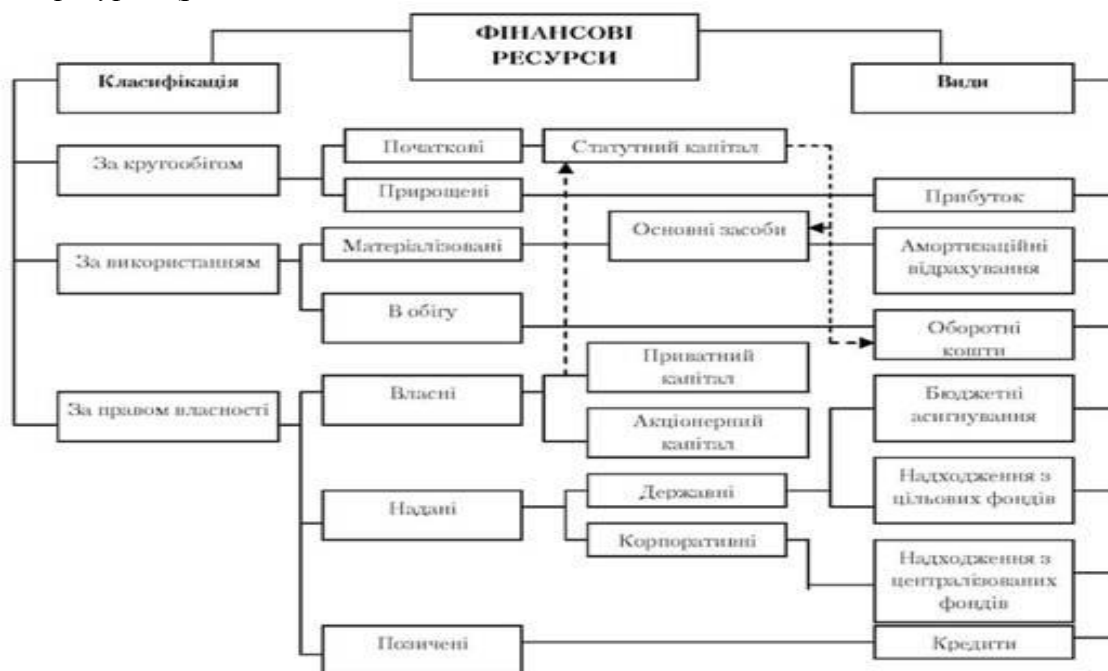 ФІНАНСОВІ
РЕСУРСИ
Класифікація
Види
За кругообігом
Початкові
Статутний капітал
Прирощені
Прибуток
За використанням
Матеріалізовані
Основні засоби
Амортизаційні
відрахування
В обігу
Оборотні
кошти
За правом власності
Власні
Приватний
капітал
Акціонерний
капітал
Бюджетні
асигнування
Надані
Державні
Корпоративні
Надходження з
цільових фондів
Надходження з
централізованих
фондів
Позичені
Кредити